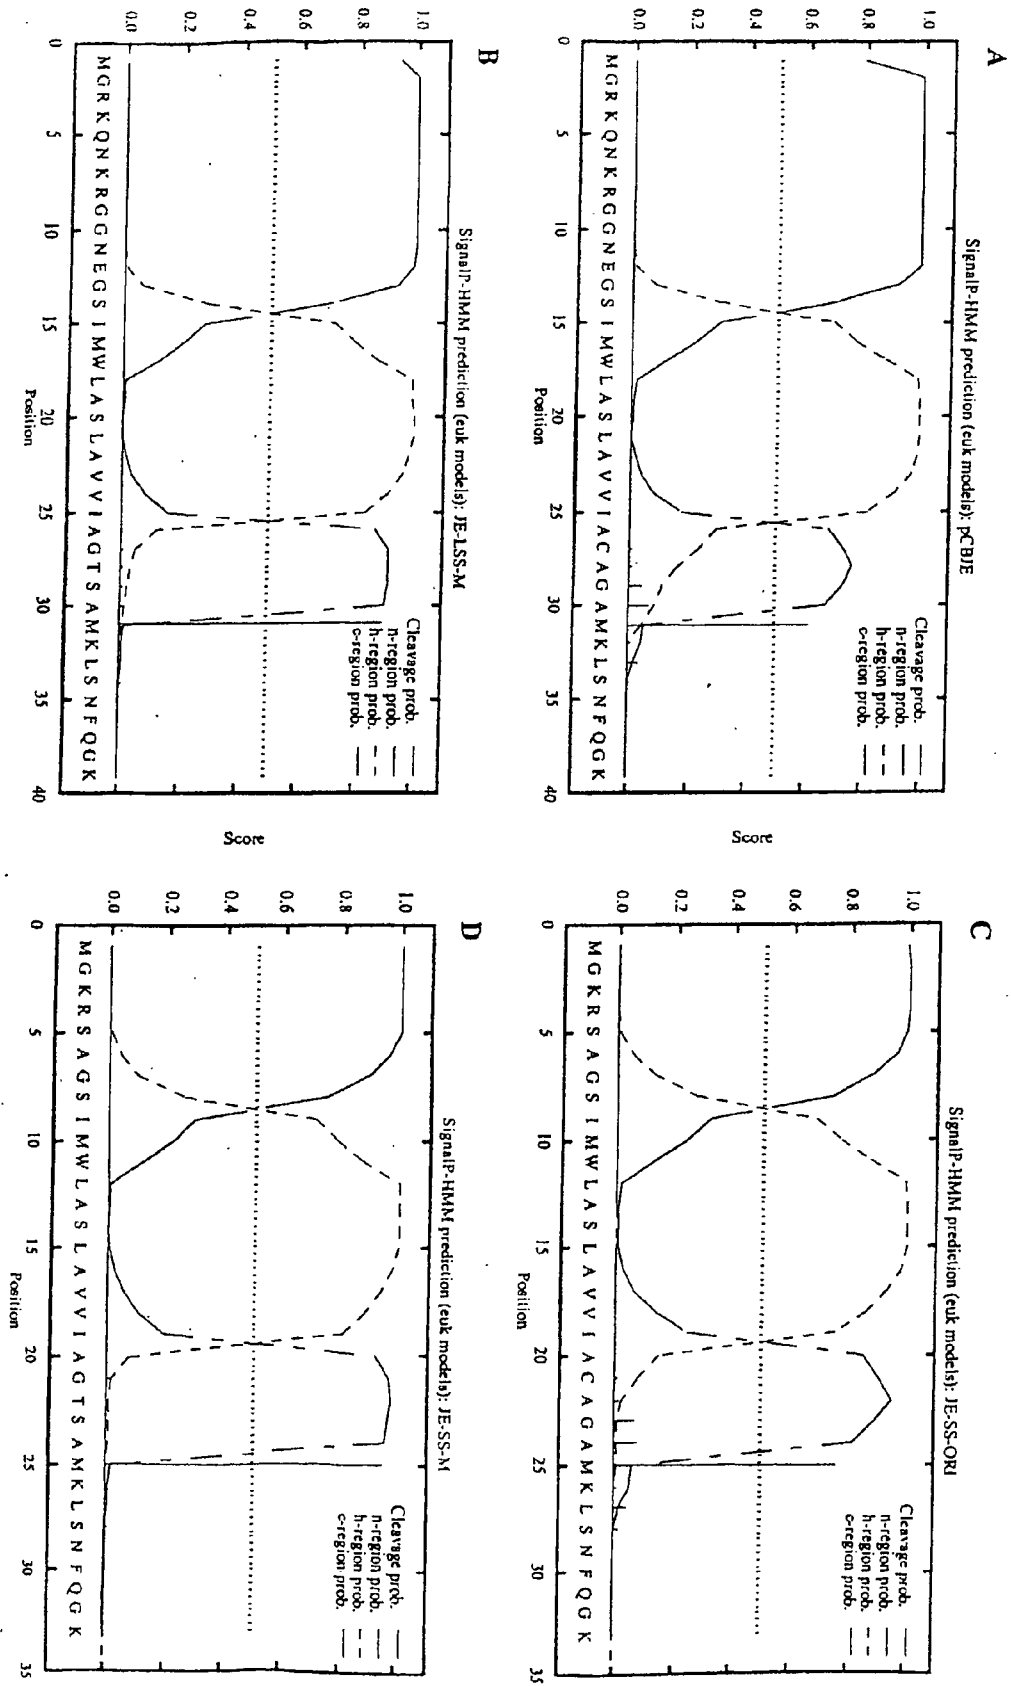 A
SignalP-HMM prediction (euk models): pCBJE
1.0
0.8
0.6
0.4
0.2
0.0
Cleavage prob.
n-region prob.
h-region prob.
c-region prob.
M G R K Q N K R G G N E G S I M W L A S L A V V I A C A G A M K L S N F Q G K
0 5 10 15 20 25 30 35 40
Position
C
SignalP-HMM prediction (euk models): JE-SS-ORI
Score
1.0
0.8
0.6
0.4
0.2
0.0
Cleavage prob.
n-region prob.
h-region prob.
c-region prob.
M G K R S A G S I M W L A S L A V V I A C A G A M K L S N F Q G K
0 5 10 15 20 25 30 35
Position
B
SignalP-HMM prediction (euk models): JE-LSS-M
1.0
0.8
0.6
0.4
0.2
0.0
Cleavage prob.
n-region prob.
h-region prob.
c-region prob.
M G R K Q N K R G G N E G S I M W L A S L A V V I A G T S A M K L S N F Q G K
0 5 10 15 20 25 30 35 40
Position
D
SignalP-HMM prediction (euk models): JE-SS-M
Score
1.0
0.8
0.6
0.4
0.2
0.0
Cleavage prob.
n-region prob.
h-region prob.
c-region prob.
M G K R S A G S I M W L A S L A V V I A G T S A M K L S N F Q G K
0 5 10 15 20 25 30 35
Position